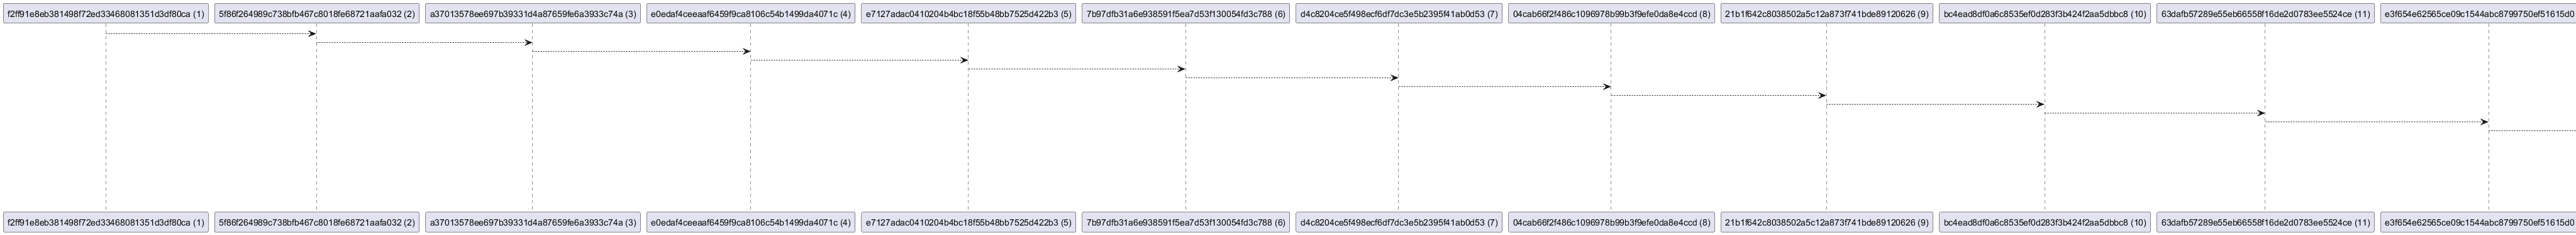 f2ff91e8eb381498f72ed33468081351d3df80ca (1)
5f86f264989c738bfb467c8018fe68721aafa032 (2)
a37013578ee697b39331d4a87659fe6a3933c74a (3)
e0edaf4ceeaaf6459f9ca8106c54b1499da4071c (4)
e7127adac0410204b4bc18f55b48bb7525d422b3 (5)
7b97dfb31a6e938591f5ea7d53f130054fd3c788 (6)
d4c8204ce5f498ecf6df7dc3e5b2395f41ab0d53 (7)
04cab66f2f486c1096978b99b3f9efe0da8e4ccd (8)
21b1f642c8038502a5c12a873f741bde89120626 (9)
bc4ead8df0a6c8535ef0d283f3b424f2aa5dbbc8 (10)
63dafb57289e55eb66558f16de2d0783ee5524ce (11)
e3f654e62565ce09c1544abc8799750ef51615d0
f2ff91e8eb381498f72ed33468081351d3df80ca (1)
5f86f264989c738bfb467c8018fe68721aafa032 (2)
a37013578ee697b39331d4a87659fe6a3933c74a (3)
e0edaf4ceeaaf6459f9ca8106c54b1499da4071c (4)
e7127adac0410204b4bc18f55b48bb7525d422b3 (5)
7b97dfb31a6e938591f5ea7d53f130054fd3c788 (6)
d4c8204ce5f498ecf6df7dc3e5b2395f41ab0d53 (7)
04cab66f2f486c1096978b99b3f9efe0da8e4ccd (8)
21b1f642c8038502a5c12a873f741bde89120626 (9)
bc4ead8df0a6c8535ef0d283f3b424f2aa5dbbc8 (10)
63dafb57289e55eb66558f16de2d0783ee5524ce (11)
e3f654e62565ce09c1544abc8799750ef51615d0